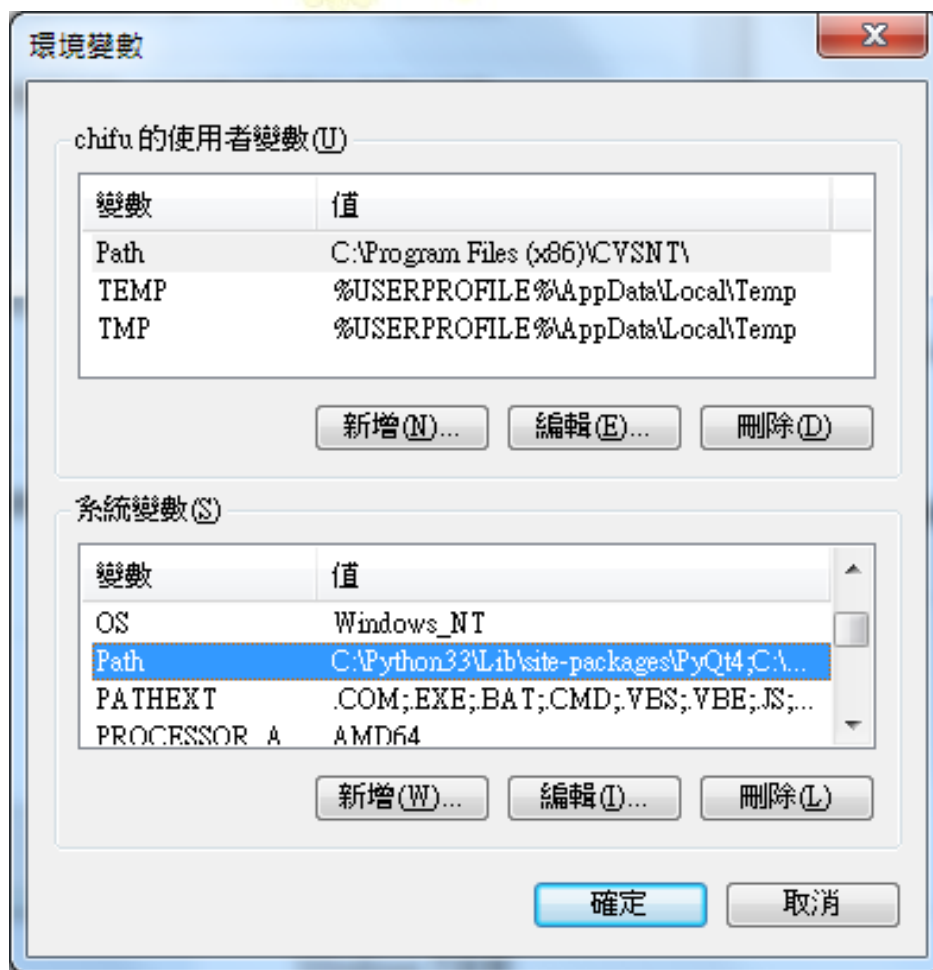 環境變數
chifu 的使用者變數(U)
變數 值
Path C:\Program Files (x86)\CVSNT\
TEMP %USERPROFILE%\AppData\Local\Temp
TMP %USERPROFILE%\AppData\Local\Temp
新增(N)... 編輯(E)... 刪除(D)
系統變數(S)
變數 值
OS Windows_NT
Path C:\Python33\Lib\site-packages\PyQt4;C:\...
PATHEXT .COM;.EXE;.BAT;.CMD;.VBS;.VBE;.JS;...
PROCESSOR_A AMD64
新增(W)... 編輯(I)... 刪除(L)
確定 取消